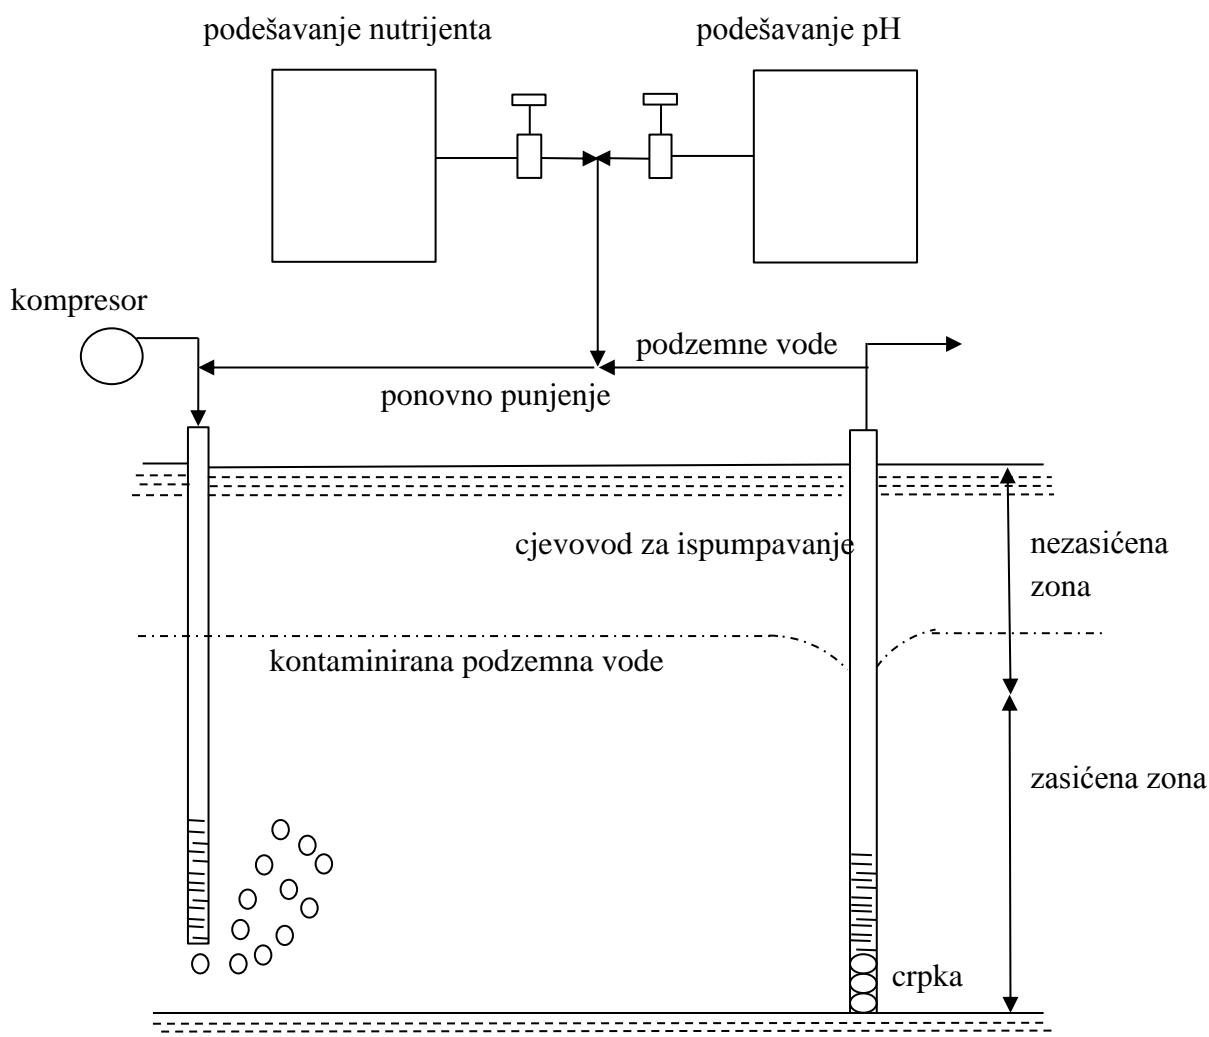 podešavanje nutrijenta
podešavanje pH
kompresor
podzemne vode
ponovno punjenje
cjevovod za ispumpavanje
nezasićena
zona
kontaminirana podzemna vode
zasićena zona
crpka